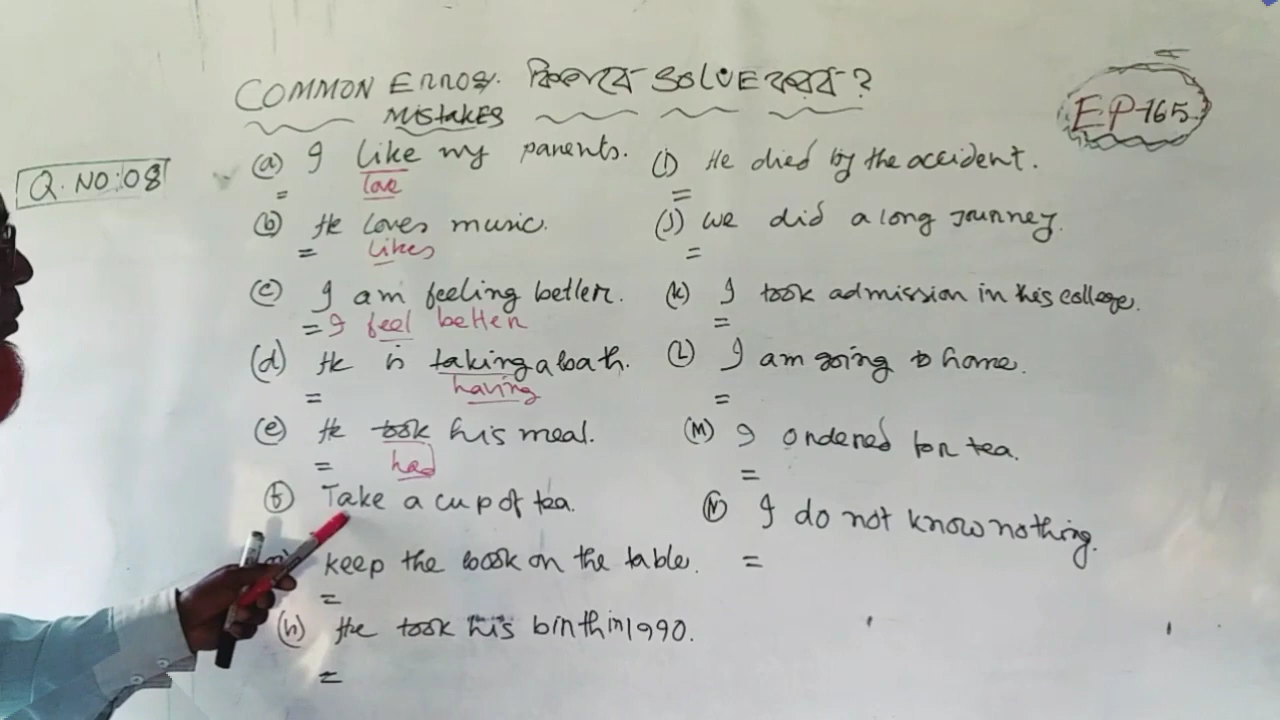 COMMON ERROS. কিভাবে SOLVE করব?
MistakES
EP-165
Q.NO:08
(a) I like my parents.
love
(b) He loves music.
= likes
(c) I am feeling better.
= I feel better
(d) He is taking a bath.
= having
(e) He took his meal.
= had
(f) Take a cup of tea.
keep the book on the table.
=
(h) He took his birth in 1990.
=
(i) He died by the accident.
=
(J) We did a long Journey.
=
(K) I took admission in this college.
=
(L) I am going to home.
=
(M) I ordered for tea.
=
(N) I do not know nothing.
=